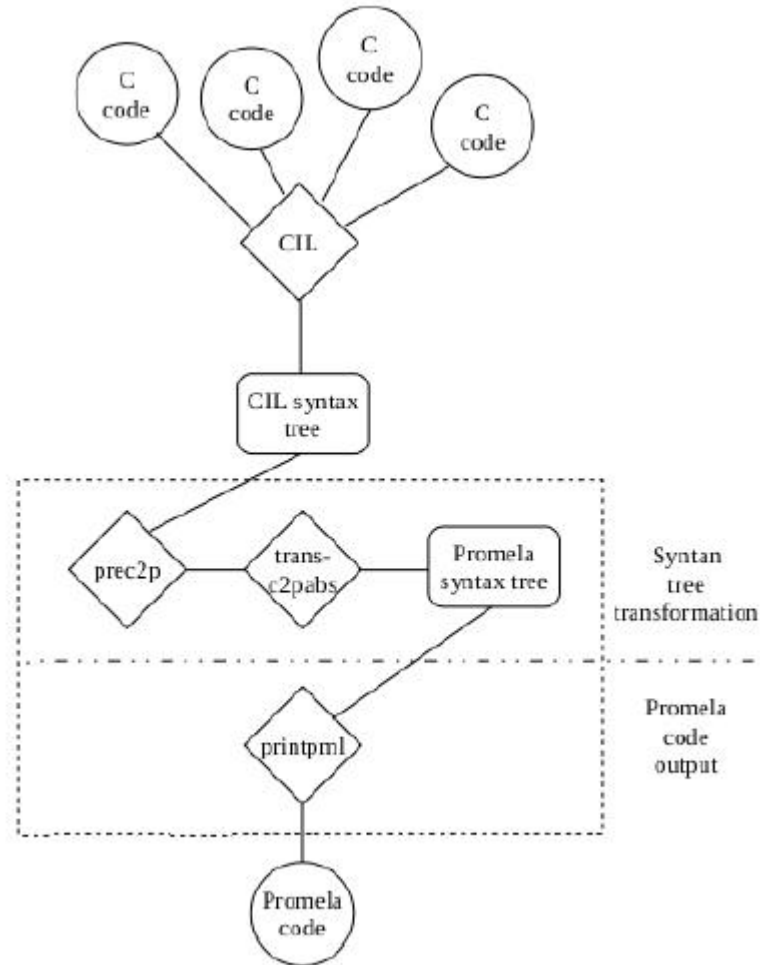 C
code
C
code
C
code
C
code
CIL
CIL syntax
tree
prec2p
trans-
c2pabs
Promela
syntax tree
Syntan
tree
transformation
printpml
Promela
code
output
Promela
code